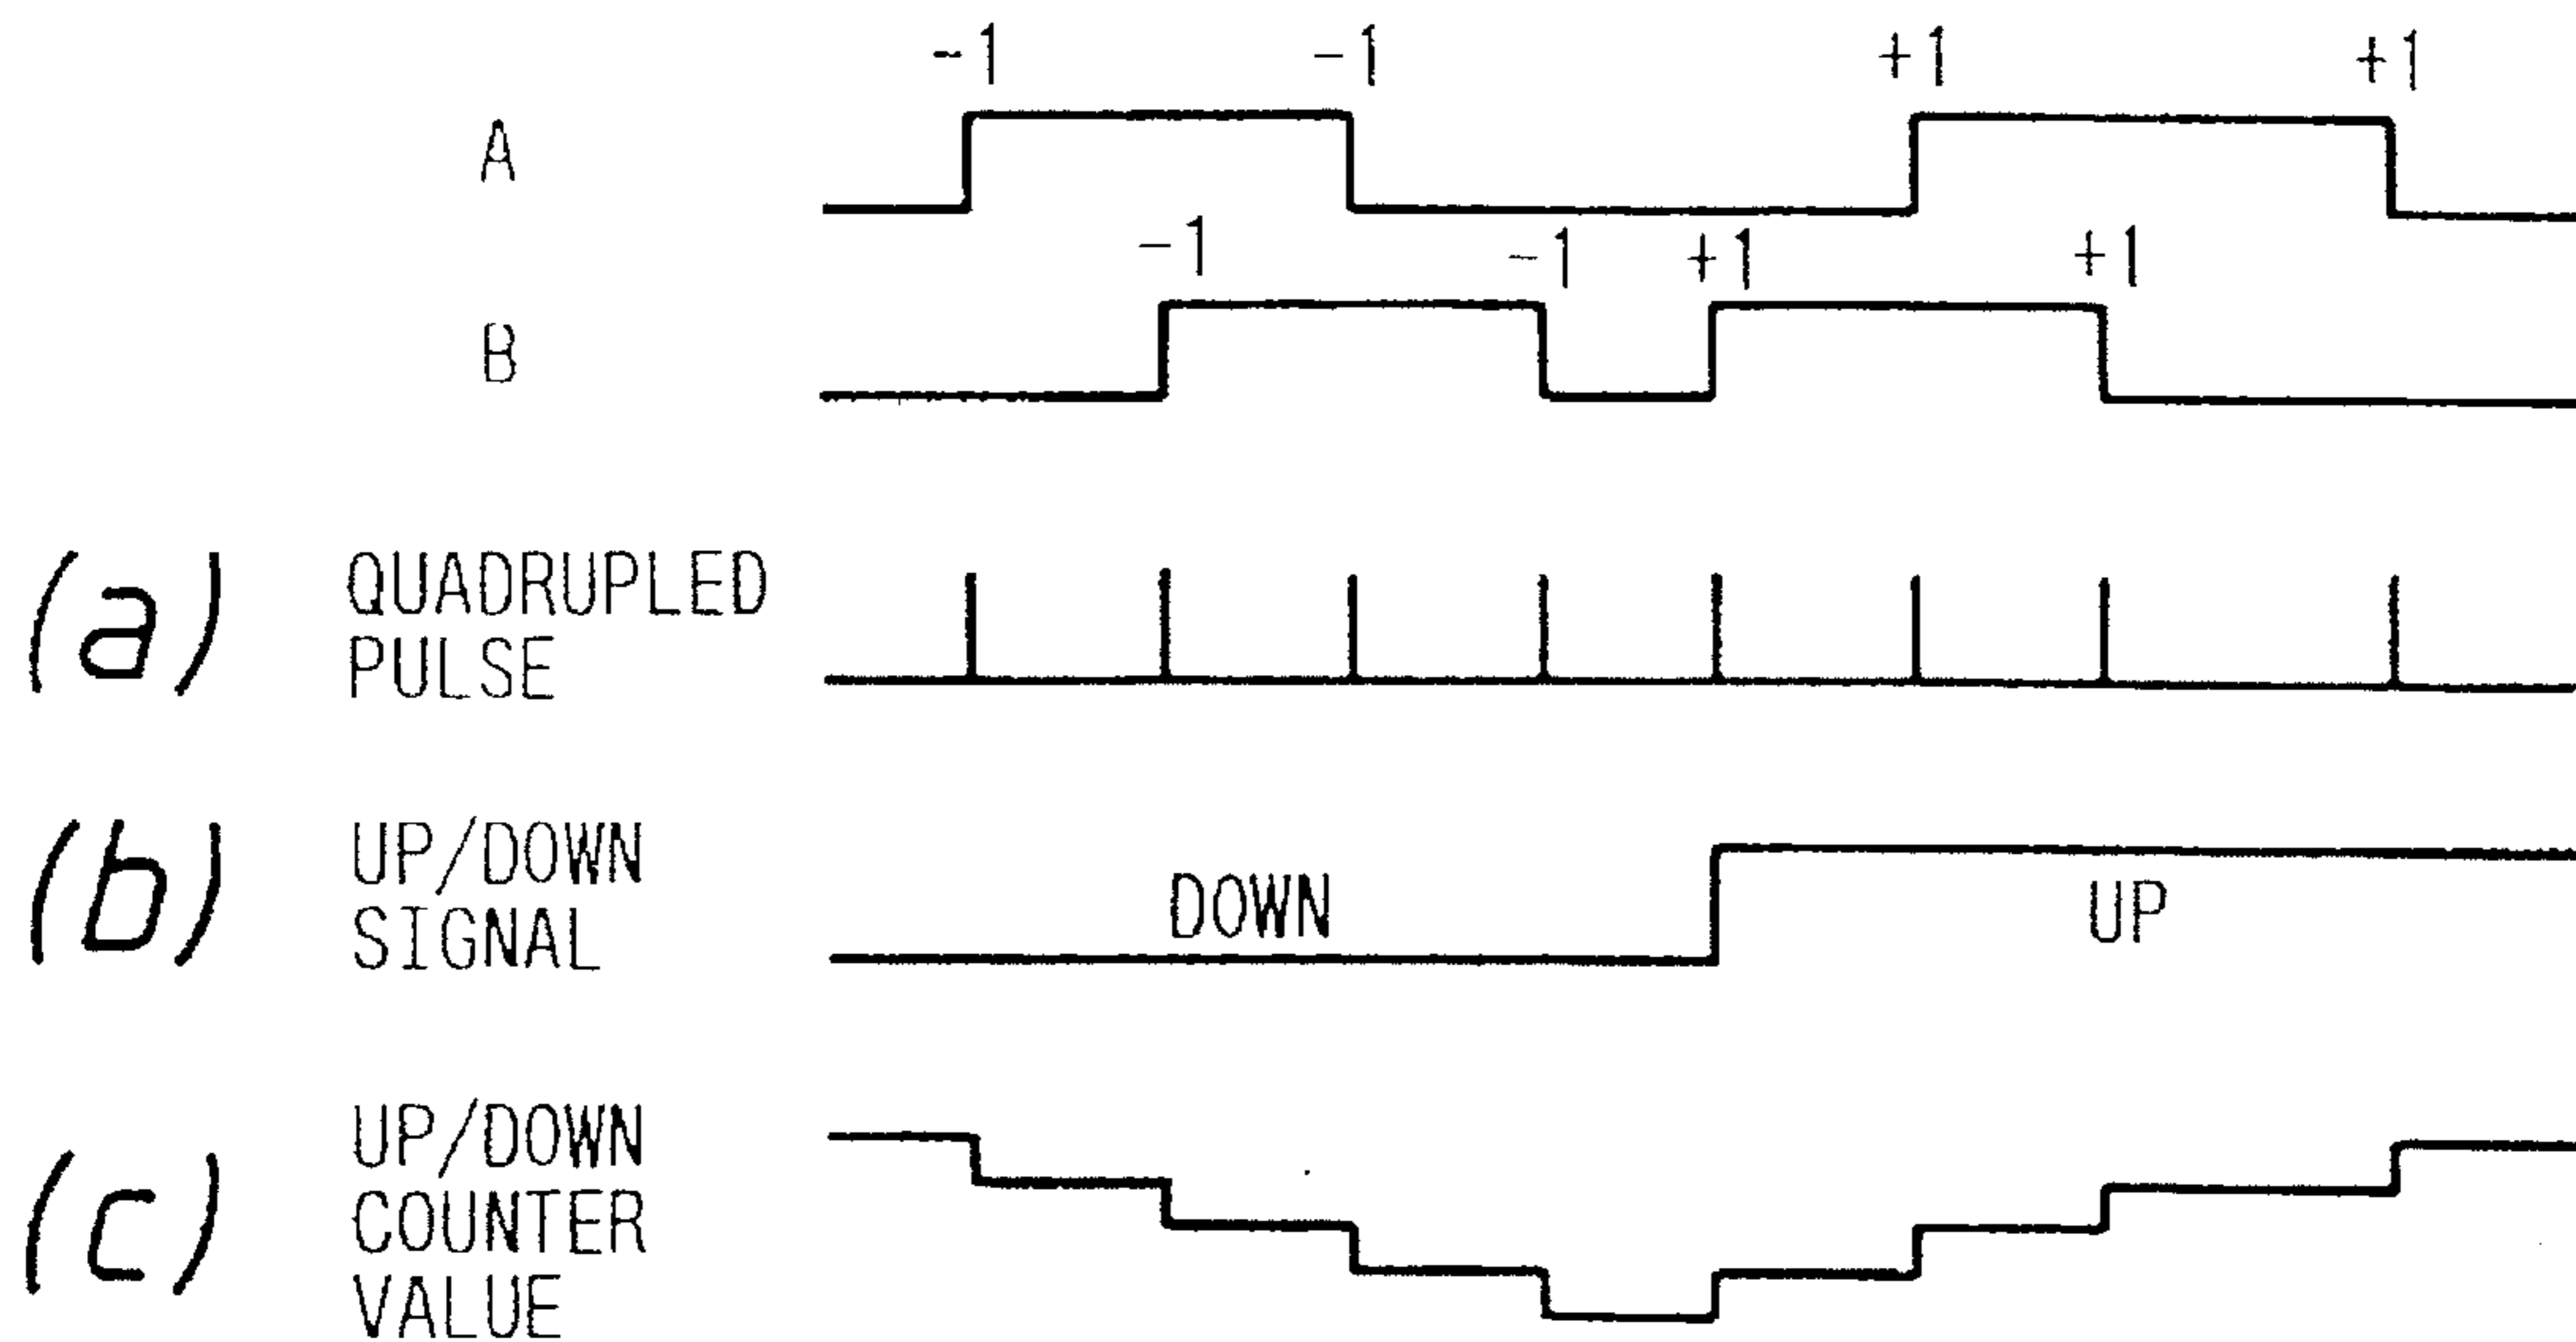 -1 -1 +1 +1
A
-1 -1 +1 +1
B
(a) QUADRUPLED
PULSE
(b) UP/DOWN
SIGNAL
DOWN
UP
(c) UP/DOWN
COUNTER
VALUE